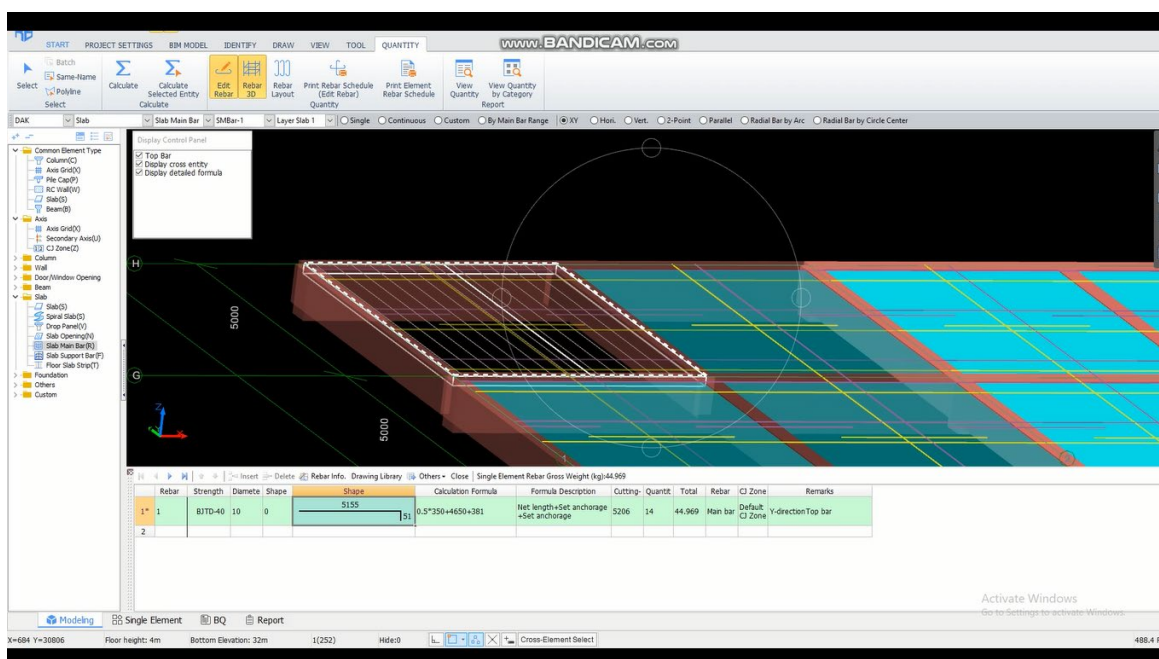 www.BANDICAM.com
START PROJECT SETTINGS BIM MODEL IDENTIFY DRAW VIEW TOOL QUANTITY
Select
Batch
Same-Name
Polyline
Select
Calculate
Calculate Selected Entity
Calculate
Edit Rebar
Rebar 3D
Rebar Layout
Print Rebar Schedule (Edit Rebar)
Print Element Rebar Schedule
Quantity
View Quantity
View Quantity by Category
Report
DAK Slab Slab Main Bar SMBar-1 Layer Slab 1 Single Continuous Custom By Main Bar Range XY Hori. Vert. 2-Point Parallel Radial Bar by Arc Radial Bar by Circle Center
Common Element Type
Column(C)
Axis Grid(X)
Pile Cap(P)
RC Wall(W)
Slab(S)
Beam(B)
Axis
Axis Grid(X)
Secondary Axis(U)
CJ Zone(Z)
Column
Wall
Door/Window Opening
Beam
Slab
Slab(S)
Spiral Slab(S)
Drop Panel(V)
Slab Opening(N)
Slab Main Bar(R)
Slab Support Bar(F)
Floor Slab Strip(T)
Foundation
Others
Custom
Display Control Panel
Top Bar
Display cross entity
Display detailed formula
H
5000
G
5000
Z
Insert Delete Rebar Info. Drawing Library Others Close Single Element Rebar Gross Weight (kg):44.969
Rebar Strength Diamete Shape Shape Calculation Formula Formula Description Cutting- Quantit Total Rebar CJ Zone Remarks
1* 1 BJTD-40 10 0 5155 51 0.5*350+4650+381 Net length+Set anchorage +Set anchorage 5206 14 44.969 Main bar Default CJ Zone Y-direction Top bar
2
Activate Windows
Go to Settings to activate Windows.
Modeling Single Element BQ Report
X=684 Y=30806 Floor height: 4m Bottom Elevation: 32m 1(252) Hide:0 Cross-Element Select 488.4